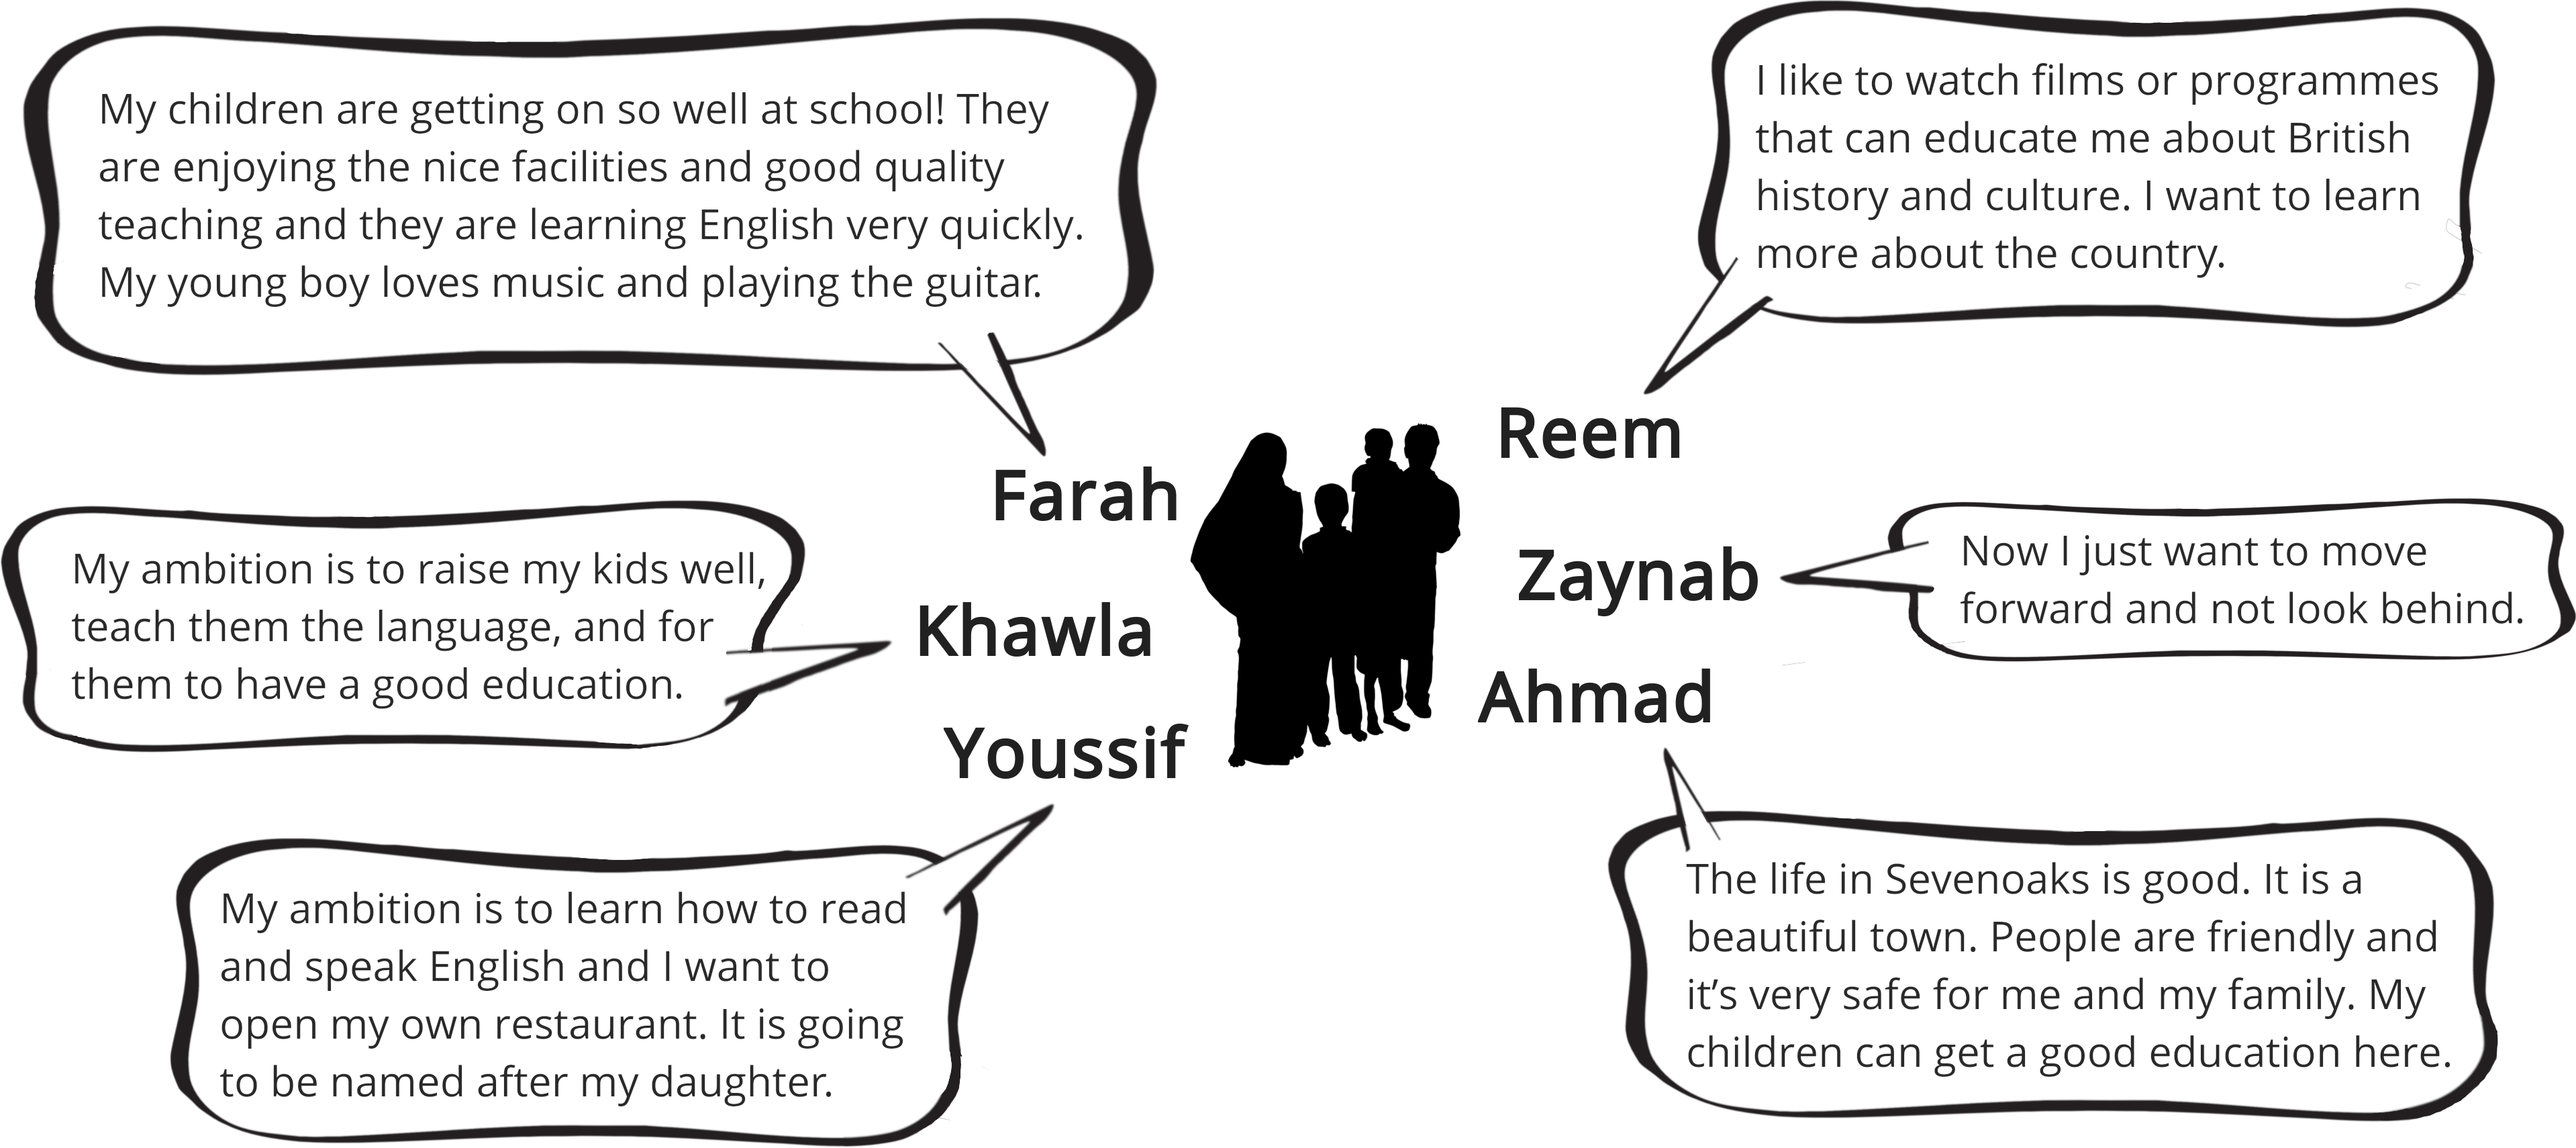 My children are getting on so well at school! They
are enjoying the nice facilities and good quality
teaching and they are learning English very quickly.
My young boy loves music and playing the guitar.
Farah
My ambition is to raise my kids well,
teach them the language, and for
them to have a good education.
Khawla
Youssif
My ambition is to learn how to read
and speak English and I want to
open my own restaurant. It is going
to be named after my daughter.
I like to watch films or programmes
that can educate me about British
history and culture. I want to learn
more about the country.
Reem
Zaynab
Now I just want to move
forward and not look behind.
Ahmad
The life in Sevenoaks is good. It is a
beautiful town. People are friendly and
it’s very safe for me and my family. My
children can get a good education here.